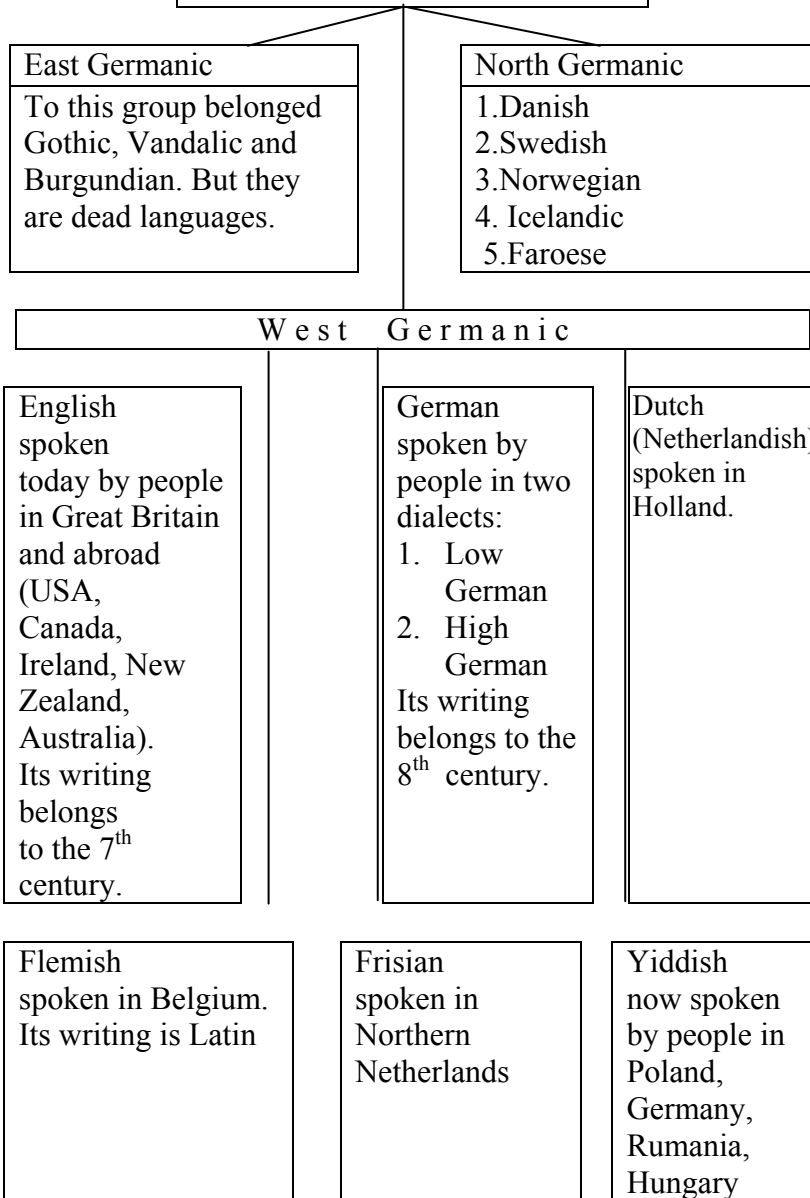 East Germanic
To this group belonged
Gothic, Vandalic and
Burgundian. But they
are dead languages.
North Germanic
1.Danish
2.Swedish
3.Norwegian
4. Icelandic
5.Faroese
West Germanic
English
spoken
today by people
in Great Britain
and abroad
(USA,
Canada,
Ireland, New
Zealand,
Australia).
Its writing
belongs
to the 7th
century.
German
spoken by
people in two
dialects:
1. Low
German
2. High
German
Its writing
belongs to the
8th century.
Dutch
(Netherlandish)
spoken in
Holland.
Flemish
spoken in Belgium.
Its writing is Latin
Frisian
spoken in
Northern
Netherlands
Yiddish
now spoken
by people in
Poland,
Germany,
Rumania,
Hungary